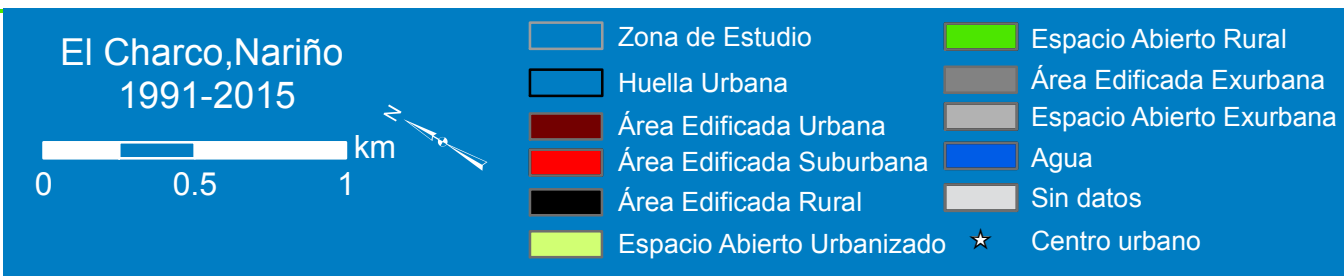 El Charco,Nariño
1991-2015
N
km
0 0.5 1
Zona de Estudio
Huella Urbana
Área Edificada Urbana
Área Edificada Suburbana
Área Edificada Rural
Espacio Abierto Urbanizado
Espacio Abierto Rural
Área Edificada Exurbana
Espacio Abierto Exurbana
Agua
Sin datos
Centro urbano